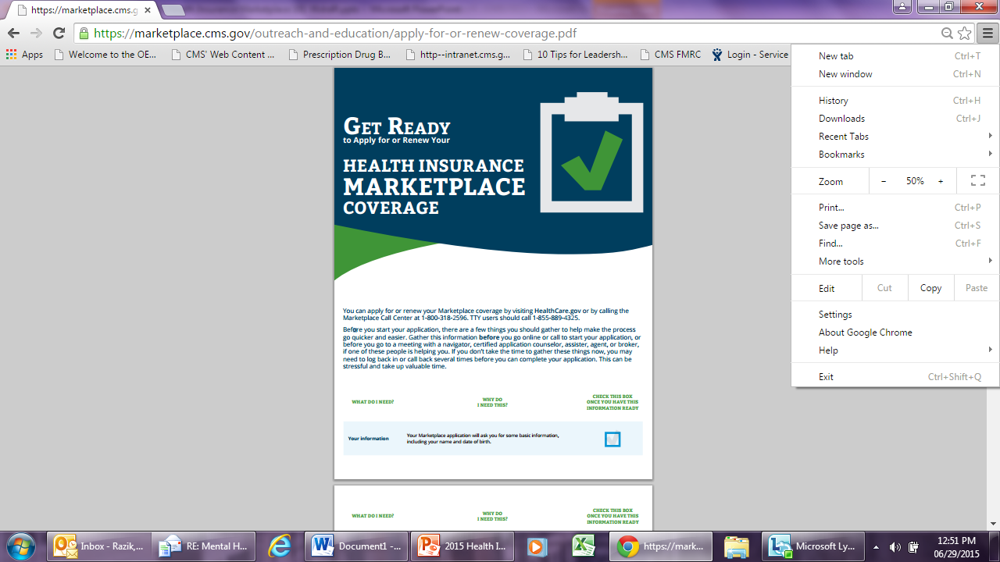 https://marketplace.cms.g
https://marketplace.cms.gov/outreach-and-education/apply-for-or-renew-coverage.pdf
Apps
Welcome to the OE...
CMS' Web Content ...
Prescription Drug B...
http--intranet.cms.g...
10 Tips for Leadersh...
CMS FMRC
Login - Service
New tab Ctrl+T
New window Ctrl+N
History Ctrl+H
Downloads Ctrl+J
Recent Tabs
Bookmarks
Zoom − 50% +
Print... Ctrl+P
Save page as... Ctrl+S
Find... Ctrl+F
More tools
Edit Cut Copy Paste
Settings
About Google Chrome
Help
Exit Ctrl+Shift+Q
GET READY
to Apply for or Renew Your
HEALTH INSURANCE
MARKETPLACE
COVERAGE
You can apply for or renew your Marketplace coverage by visiting HealthCare.gov or by calling the
Marketplace Call Center at 1-800-318-2596. TTY users should call 1-855-889-4325.
Before you start your application, there are a few things you should gather to help make the process
go quicker and easier. Gather this information before you go online or call to start your application, or
before you go to a meeting with a navigator, certified application counselor, assister, agent, or broker,
if one of these people is helping you. If you don't take the time to gather these things now, you may
need to log back in or call back several times before you can complete your application. This can be
stressful and take up valuable time.
WHAT DO I NEED?
WHY DO
I NEED THIS?
CHECK THIS BOX
ONCE YOU HAVE THIS
INFORMATION READY
Your information
Your Marketplace application will ask you for some basic information,
including your name and date of birth.
WHAT DO I NEED?
WHY DO
I NEED THIS?
CHECK THIS BOX
ONCE YOU HAVE THIS
INFORMATION READY
Inbox - Razik,...
RE: Mental H...
Document1 -...
2015 Health I...
https://mark...
Microsoft Ly...
12:51 PM
06/29/2015